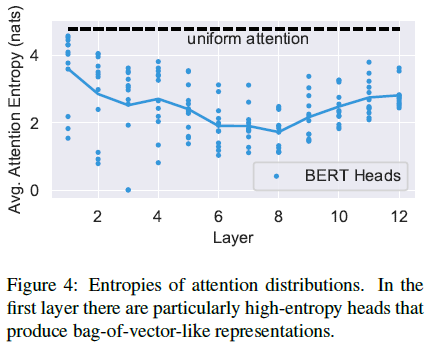 Avg. Attention Entropy (nats)
4
2
0
uniform attention
BERT Heads
2 4 6 8 10 12
Layer
Figure 4: Entropies of attention distributions. In the
first layer there are particularly high-entropy heads that
produce bag-of-vector-like representations.